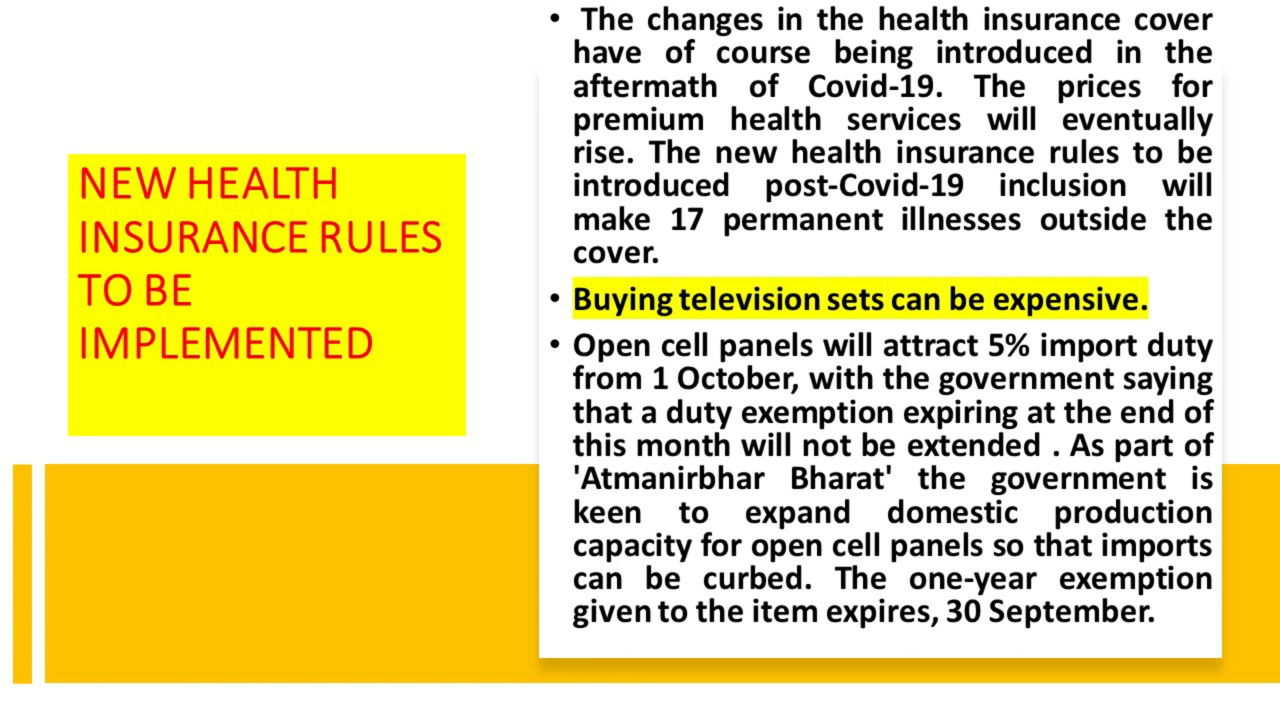 NEW HEALTH
INSURANCE RULES
TO BE
IMPLEMENTED
• The changes in the health insurance cover
have of course being introduced in the
aftermath of Covid-19. The prices for
premium health services will eventually
rise. The new health insurance rules to be
introduced post-Covid-19 inclusion will
make 17 permanent illnesses outside the
cover.
• Buying television sets can be expensive.
• Open cell panels will attract 5% import duty
from 1 October, with the government saying
that a duty exemption expiring at the end of
this month will not be extended . As part of
'Atmanirbhar Bharat' the government is
keen to expand domestic production
capacity for open cell panels so that imports
can be curbed. The one-year exemption
given to the item expires, 30 September.